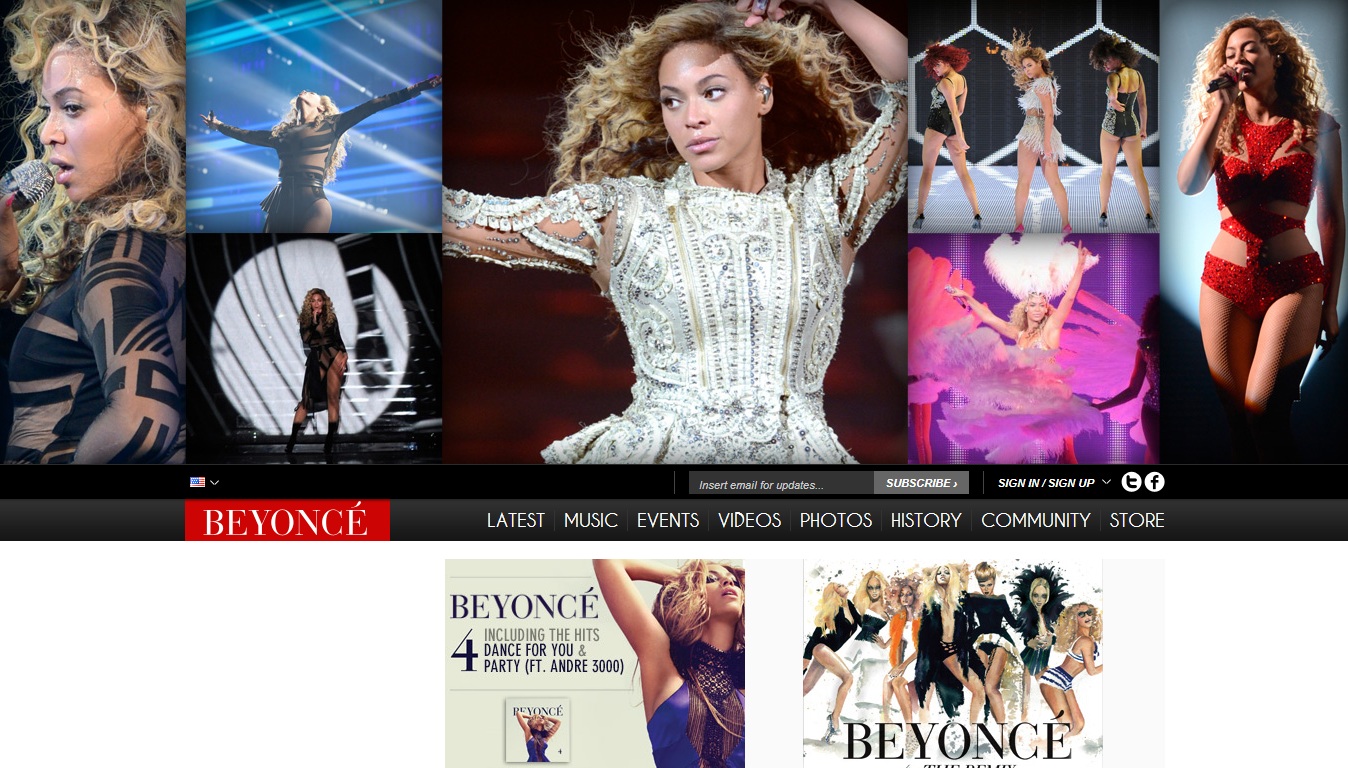 Insert email for updates...
SUBSCRIBE ›
SIGN IN / SIGN UP
BEYONCÉ
LATEST
MUSIC
EVENTS
VIDEOS
PHOTOS
HISTORY
COMMUNITY
STORE
BEYONCÉ
4 INCLUDING THE HITS
DANCE FOR YOU &
PARTY (FT. ANDRE 3000)
BEYONCÉ
4
BEYONCÉ
THE REMIX